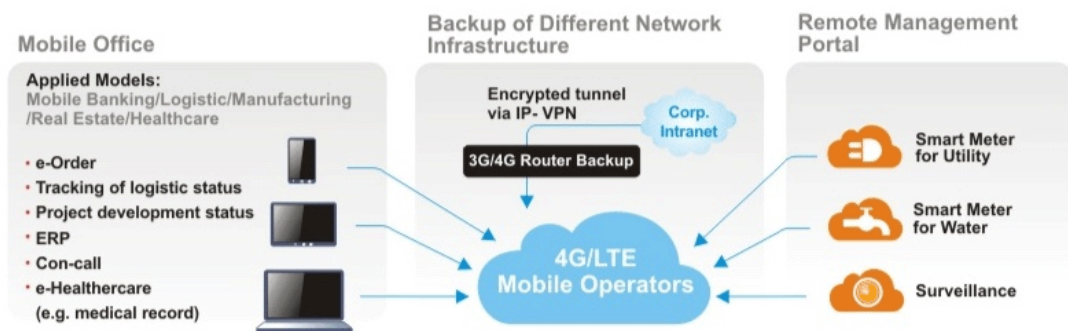 Mobile Office
Applied Models:
Mobile Banking/Logistic/Manufacturing
/Real Estate/Healthcare
• e-Order
• Tracking of logistic status
• Project development status
• ERP
• Con-call
• e-Healthercare
(e.g. medical record)
Backup of Different Network
Infrastructure
Encrypted tunnel
via IP- VPN
Corp.
Intranet
3G/4G Router Backup
4G/LTE
Mobile Operators
Remote Management
Portal
Smart Meter
for Utility
Smart Meter
for Water
Surveillance